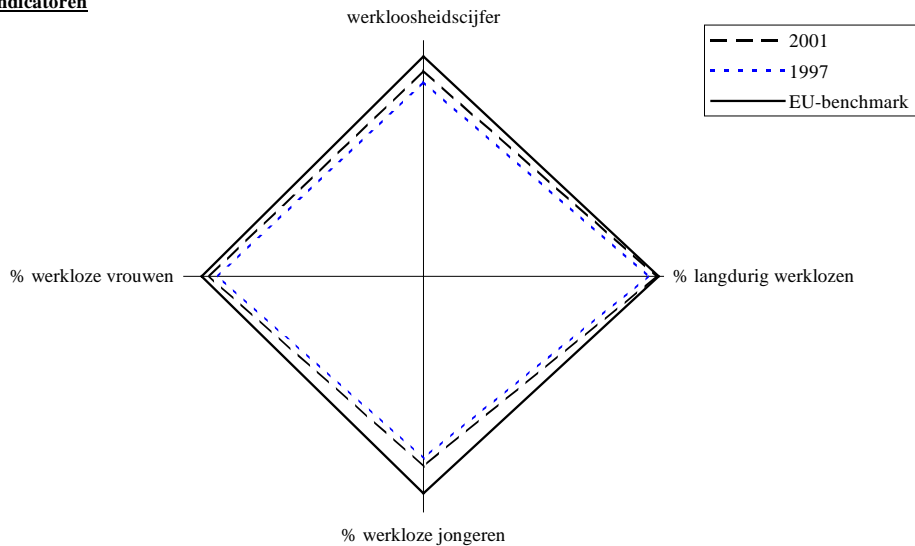 ndicatoren
werkloosheidscijfer
2001
1997
EU-benchmark
% werkloze vrouwen
% langdurig werklozen
% werkloze jongeren